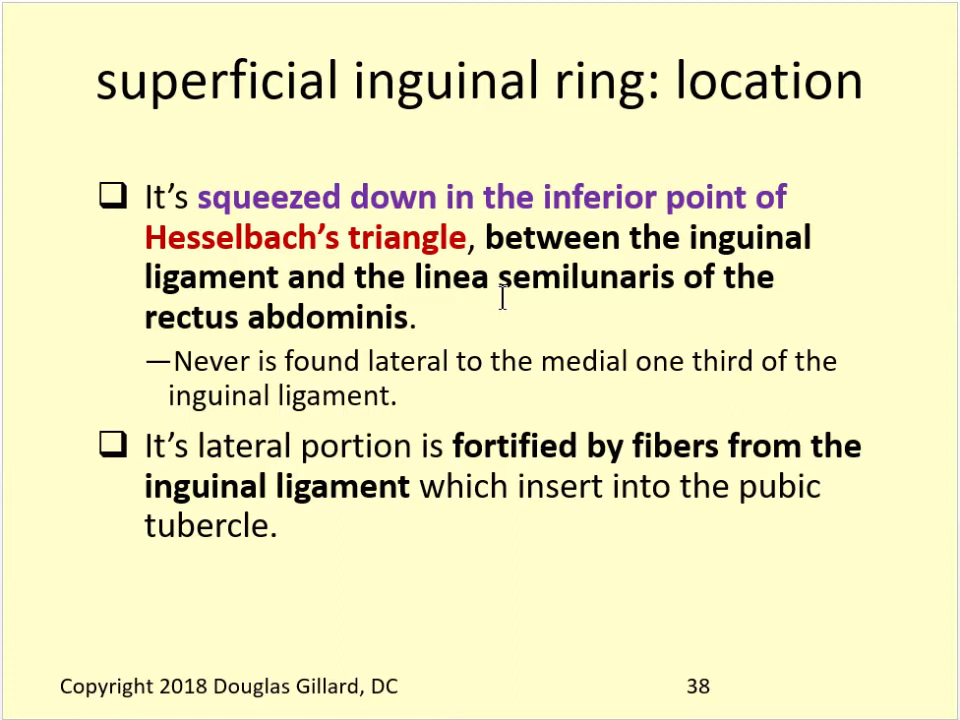 superficial inguinal ring: location
❑ It’s squeezed down in the inferior point of
Hesselbach’s triangle, between the inguinal
ligament and the linea semilunaris of the
rectus abdominis.
—Never is found lateral to the medial one third of the
inguinal ligament.
❑ It’s lateral portion is fortified by fibers from the
inguinal ligament which insert into the pubic
tubercle.
Copyright 2018 Douglas Gillard, DC 38